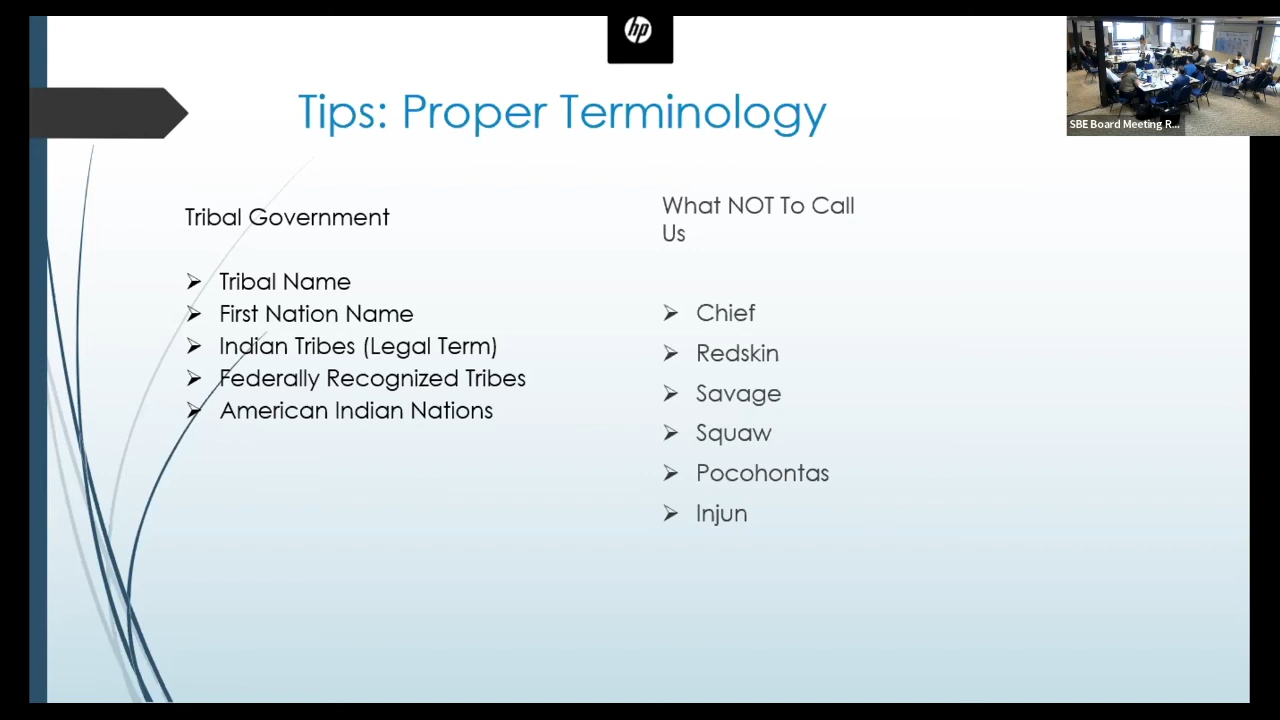 hp
Tips: Proper Terminology
SBE Board Meeting R...
Tribal Government
➢ Tribal Name
➢ First Nation Name
➢ Indian Tribes (Legal Term)
➢ Federally Recognized Tribes
➢ American Indian Nations
What NOT To Call
Us
➢ Chief
➢ Redskin
➢ Savage
➢ Squaw
➢ Pocohontas
➢ Injun